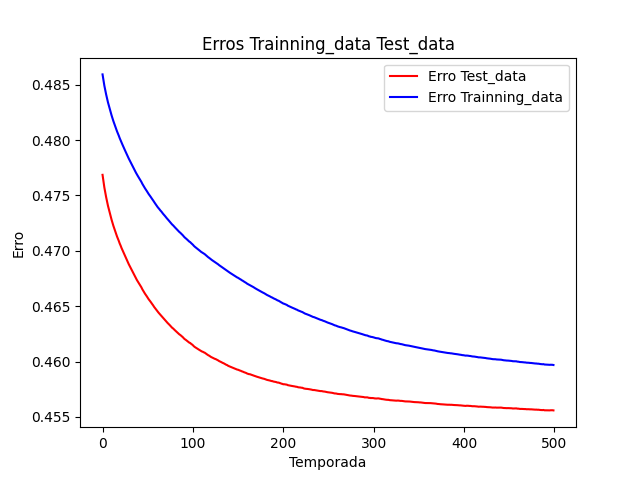 Erros Trainning_data Test_data
Erro Test_data
Erro Trainning_data
Erro
0.485
0.480
0.475
0.470
0.465
0.460
0.455
0 100 200 300 400 500
Temporada